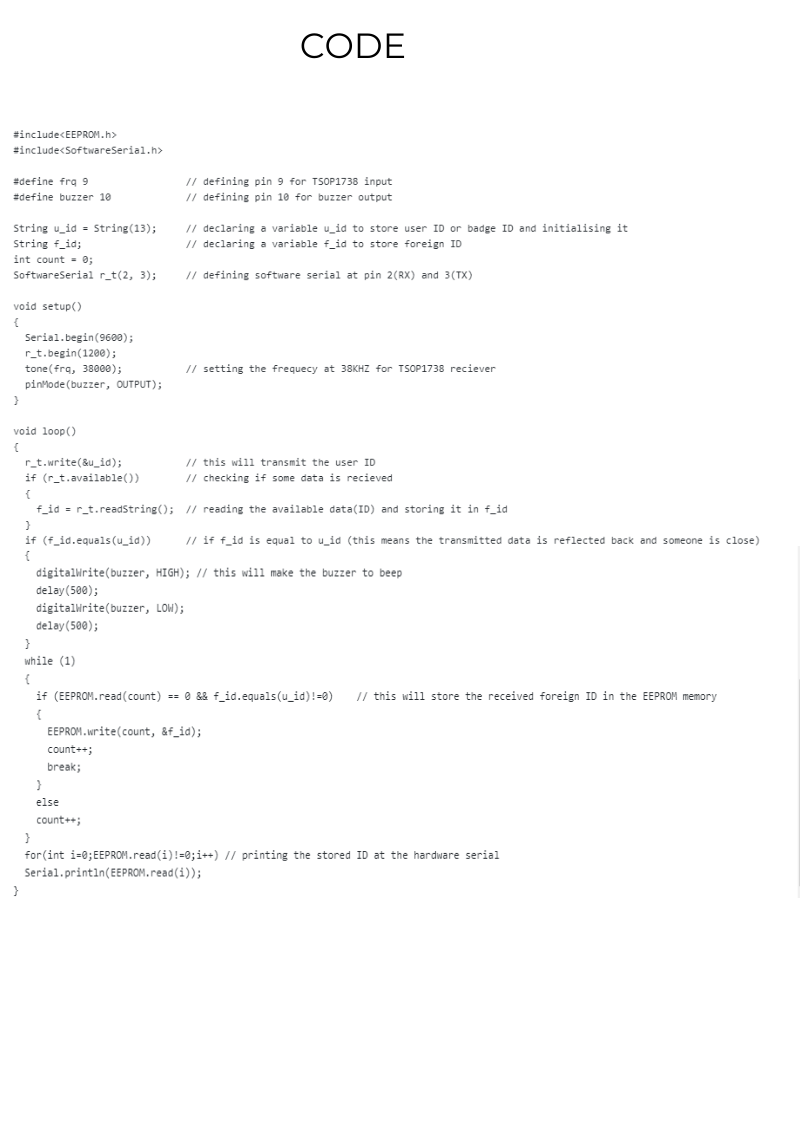 CODE
#include<EEPROM.h>
#include<SoftwareSerial.h>
#define frq 9 // defining pin 9 for TSOP1738 input
#define buzzer 10 // defining pin 10 for buzzer output
String u_id = String(13); // declaring a variable u_id to store user ID or badge ID and initialising it
String f_id; // declaring a variable f_id to store foreign ID
int count = 0;
SoftwareSerial r_t(2, 3); // defining software serial at pin 2(RX) and 3(TX)
void setup()
{
Serial.begin(9600);
r_t.begin(1200);
tone(frq, 38000); // setting the frequecy at 38KHZ for TSOP1738 reciever
pinMode(buzzer, OUTPUT);
}
void loop()
{
r_t.write(&u_id); // this will transmit the user ID
if (r_t.available()) // checking if some data is recieved
{
f_id = r_t.readString(); // reading the available data(ID) and storing it in f_id
}
if (f_id.equals(u_id)) // if f_id is equal to u_id (this means the transmitted data is reflected back and someone is close)
{
digitalWrite(buzzer, HIGH); // this will make the buzzer to beep
delay(500);
digitalWrite(buzzer, LOW);
delay(500);
}
while (1)
{
if (EEPROM.read(count) == 0 && f_id.equals(u_id)!=0) // this will store the received foreign ID in the EEPROM memory
{
EEPROM.write(count, &f_id);
count++;
break;
}
else
count++;
}
for(int i=0;EEPROM.read(i)!=0;i++) // printing the stored ID at the hardware serial
Serial.println(EEPROM.read(i));
}